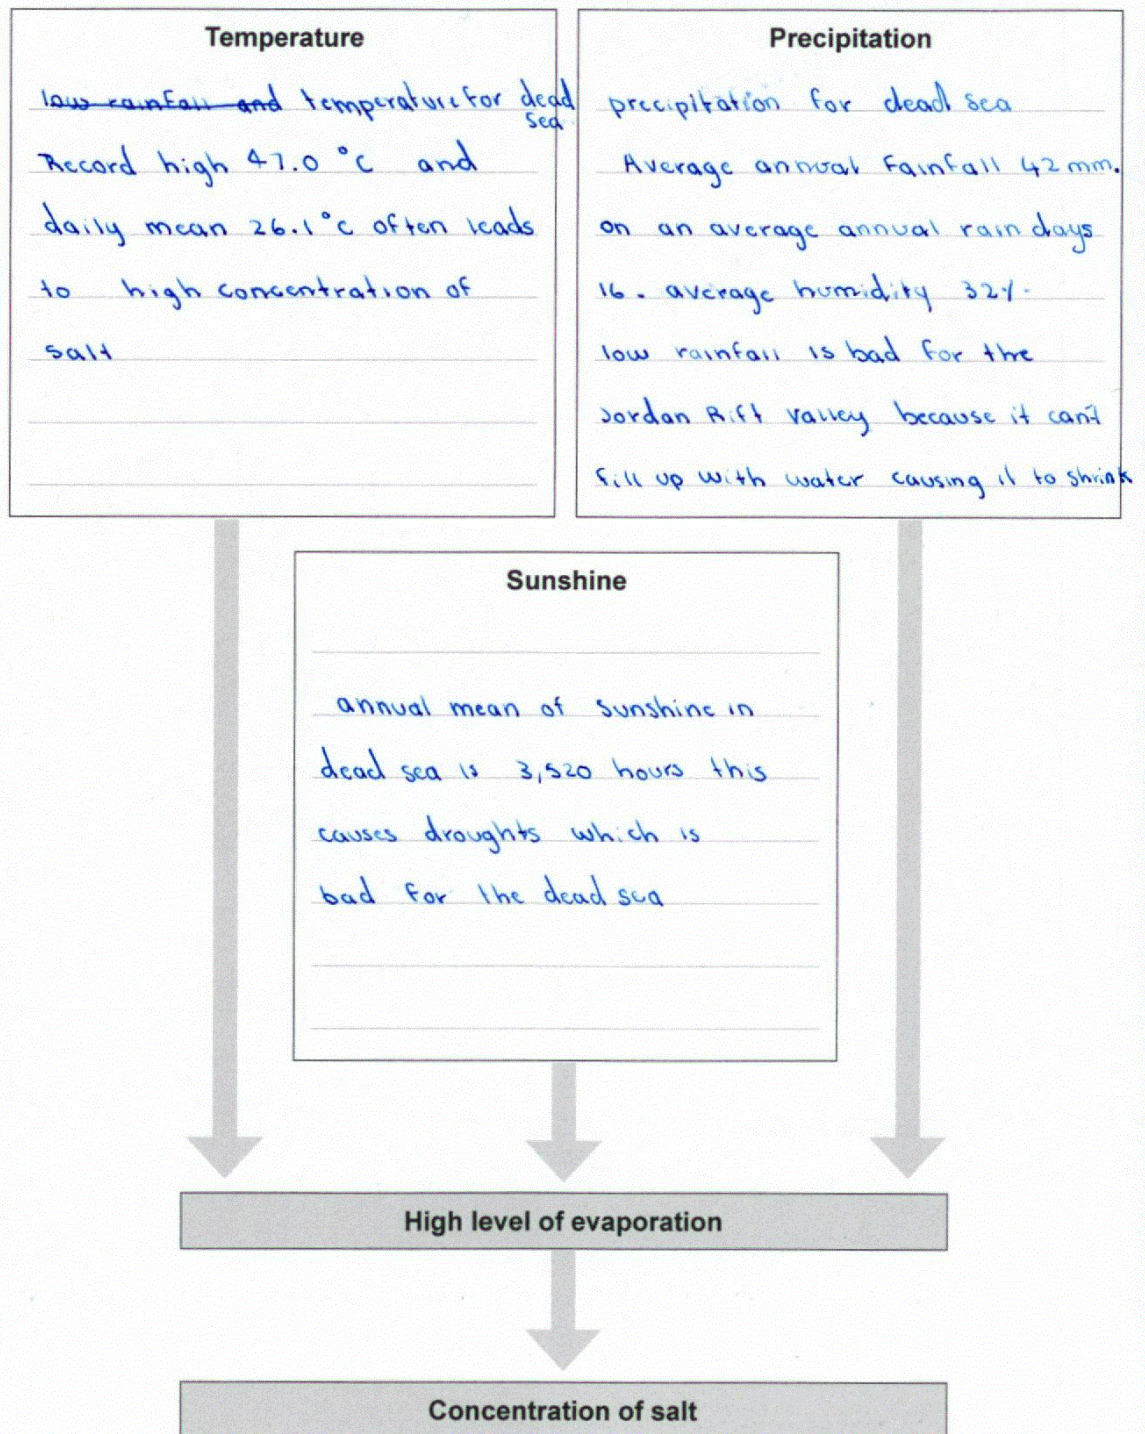 Temperature
low rainfall and temperature for dead
sea
Record high 47.0 °C and
daily mean 26.1°C often leads
to high concentration of
salt
Precipitation
precipitation for dead sea
Average annual Fainfall 42mm.
on an average annual rain days
16. average humidity 32%.
low rainfall is bad for the
Jordan Rift valley because it can't
fill up with water causing it to shrink
Sunshine
annual mean of sunshine in
dead sea is 3,520 hours this
causes droughts which is
bad for the dead sea
High level of evaporation
Concentration of salt